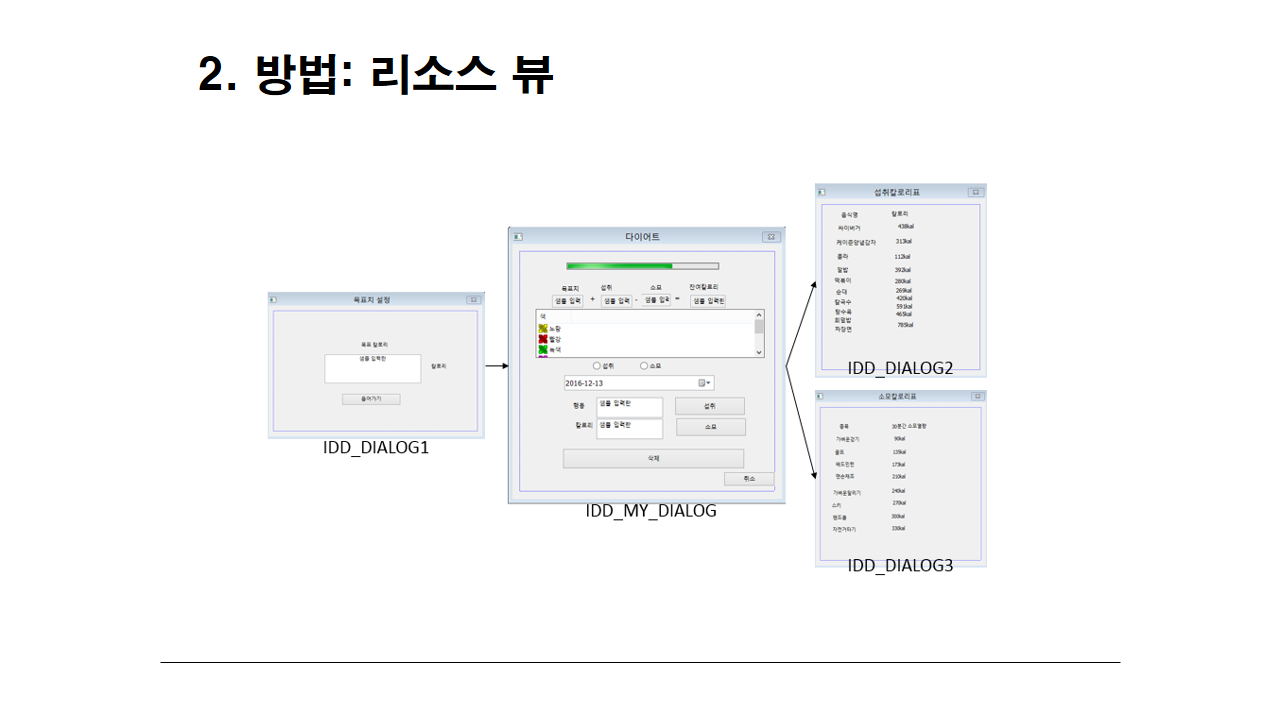 2. 방법: 리소스 뷰
목표치 설정
목표 칼로리
샘플 입력란
칼로리
들어가기
IDD_DIALOG1
다이어트
목표치 섭취 소모 잔여칼로리
샘플 입력 + 샘플 입력 - 샘플 입력 = 샘플 입력란
색
노랑
빨강
녹색
섭취 소모
2016-12-13
행동 샘플 입력란 섭취
칼로리 샘플 입력란 소모
삭제
취소
IDD_MY_DIALOG
섭취칼로리표
음식명 칼로리
싸이버거 438kal
케이준양념감자 313kal
콜라 112kal
말밥 392kal
떡볶이 280kal
순대 269kal
칼국수 420kal
탕수육 591kal
회덮밥 465kal
자장면 785kal
IDD_DIALOG2
소모칼로리표
종목 30분간 소모열량
가벼운걷기 90kal
골프 135kal
배드민턴 173kal
맨손체조 210kal
가벼운달리기 240kal
스키 270kal
핸드볼 300kal
자전거타기 330kal
IDD_DIALOG3